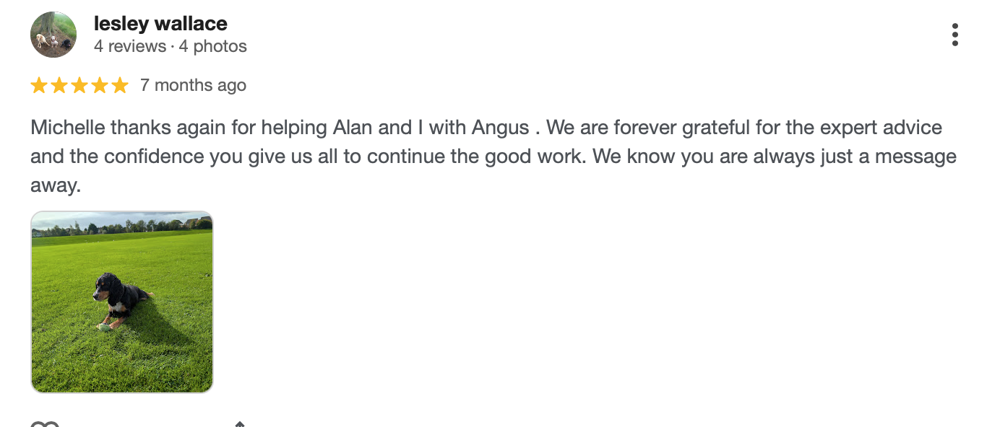 lesley wallace
4 reviews · 4 photos
7 months ago
Michelle thanks again for helping Alan and I with Angus . We are forever grateful for the expert advice
and the confidence you give us all to continue the good work. We know you are always just a message
away.